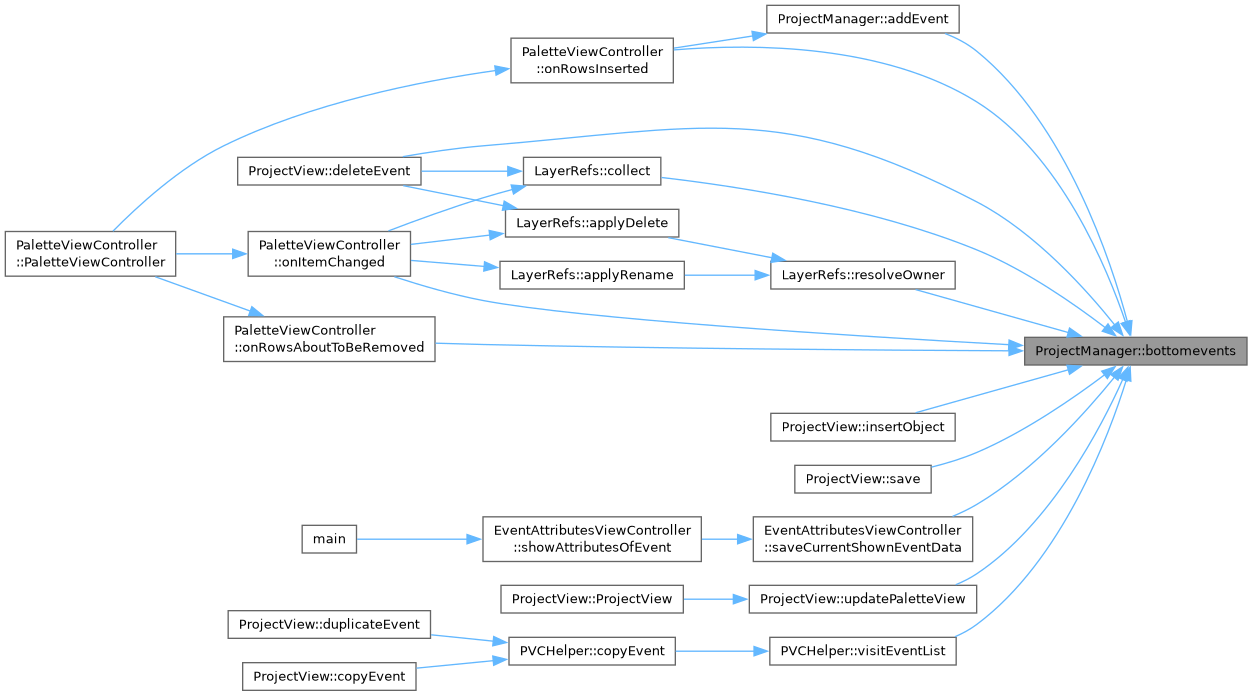 ProjectManager::addEvent
PaletteViewController
::onRowsInserted
ProjectView::deleteEvent
LayerRefs::collect
LayerRefs::applyDelete
PaletteViewController
::PaletteViewController
PaletteViewController
::onItemChanged
LayerRefs::applyRename
LayerRefs::resolveOwner
PaletteViewController
::onRowsAboutToBeRemoved
ProjectManager::bottomevents
ProjectView::insertObject
ProjectView::save
main
EventAttributesViewController
::showAttributesOfEvent
EventAttributesViewController
::saveCurrentShownEventData
ProjectView::ProjectView
ProjectView::updatePaletteView
ProjectView::duplicateEvent
PVCHelper::copyEvent
PVCHelper::visitEventList
ProjectView::copyEvent